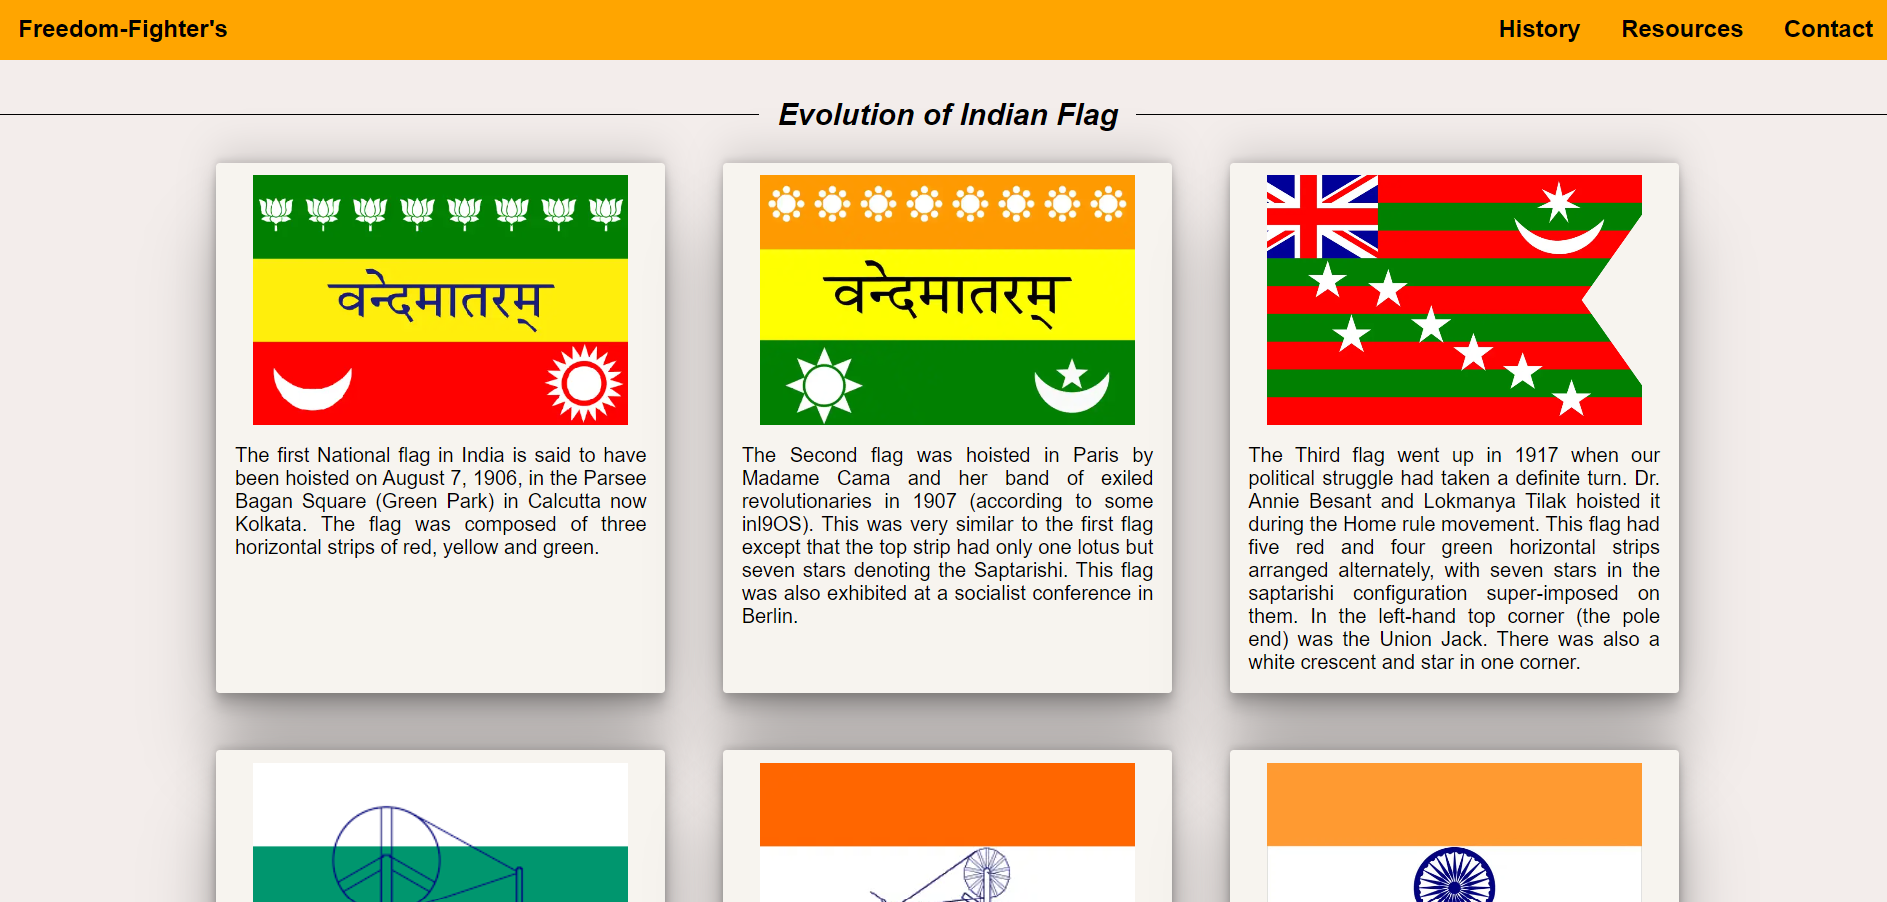 Freedom-Fighter's
History
Resources
Contact
Evolution of Indian Flag
वन्देमातरम्
The first National flag in India is said to have
been hoisted on August 7, 1906, in the Parsee
Bagan Square (Green Park) in Calcutta now
Kolkata. The flag was composed of three
horizontal strips of red, yellow and green.
वन्देमातरम्
The Second flag was hoisted in Paris by
Madame Cama and her band of exiled
revolutionaries in 1907 (according to some
inl9OS). This was very similar to the first flag
except that the top strip had only one lotus but
seven stars denoting the Saptarishi. This flag
was also exhibited at a socialist conference in
Berlin.
The Third flag went up in 1917 when our
political struggle had taken a definite turn. Dr.
Annie Besant and Lokmanya Tilak hoisted it
during the Home rule movement. This flag had
five red and four green horizontal strips
arranged alternately, with seven stars in the
saptarishi configuration super-imposed on
them. In the left-hand top corner (the pole
end) was the Union Jack. There was also a
white crescent and star in one corner.